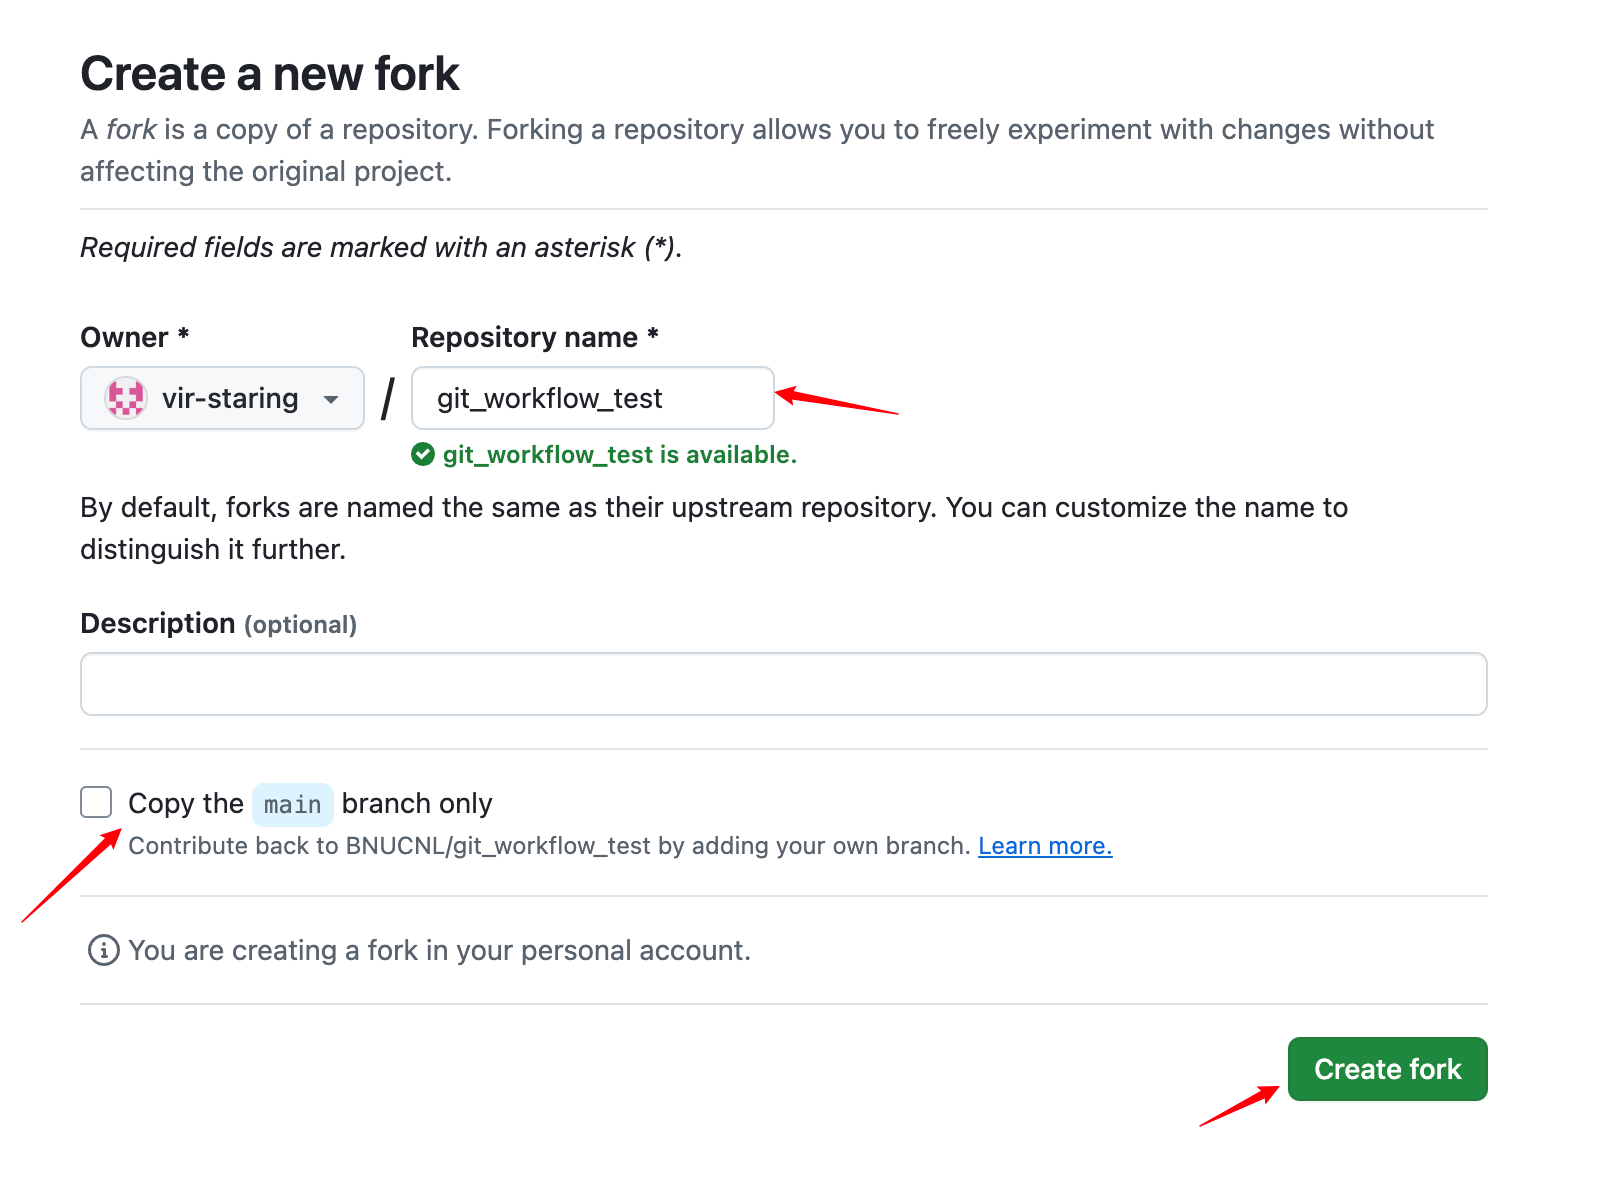 Create a new fork
A fork is a copy of a repository. Forking a repository allows you to freely experiment with changes without
affecting the original project.
Required fields are marked with an asterisk (*).
Owner * Repository name *
vir-staring / git_workflow_test
git_workflow_test is available.
By default, forks are named the same as their upstream repository. You can customize the name to
distinguish it further.
Description (optional)
Copy the main branch only
Contribute back to BNUCNL/git_workflow_test by adding your own branch. Learn more.
You are creating a fork in your personal account.
Create fork